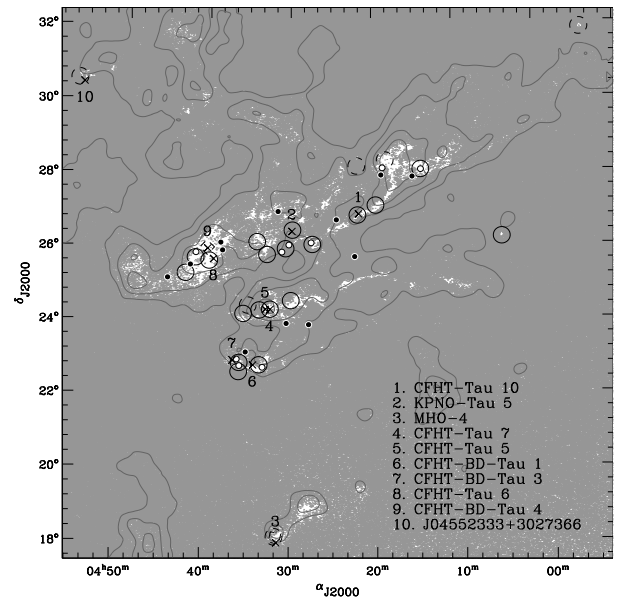 32°
30°
28°
26°
24°
22°
20°
18°
δJ2000
10
1
2
9
8
5
4
7
6
3
1. CFHT-Tau 10
2. KPNO-Tau 5
3. MHO-4
4. CFHT-Tau 7
5. CFHT-Tau 5
6. CFHT-BD-Tau 1
7. CFHT-BD-Tau 3
8. CFHT-Tau 6
9. CFHT-BD-Tau 4
10. J04552333+3027366
04h50m 40m 30m 20m 10m 00m
αJ2000